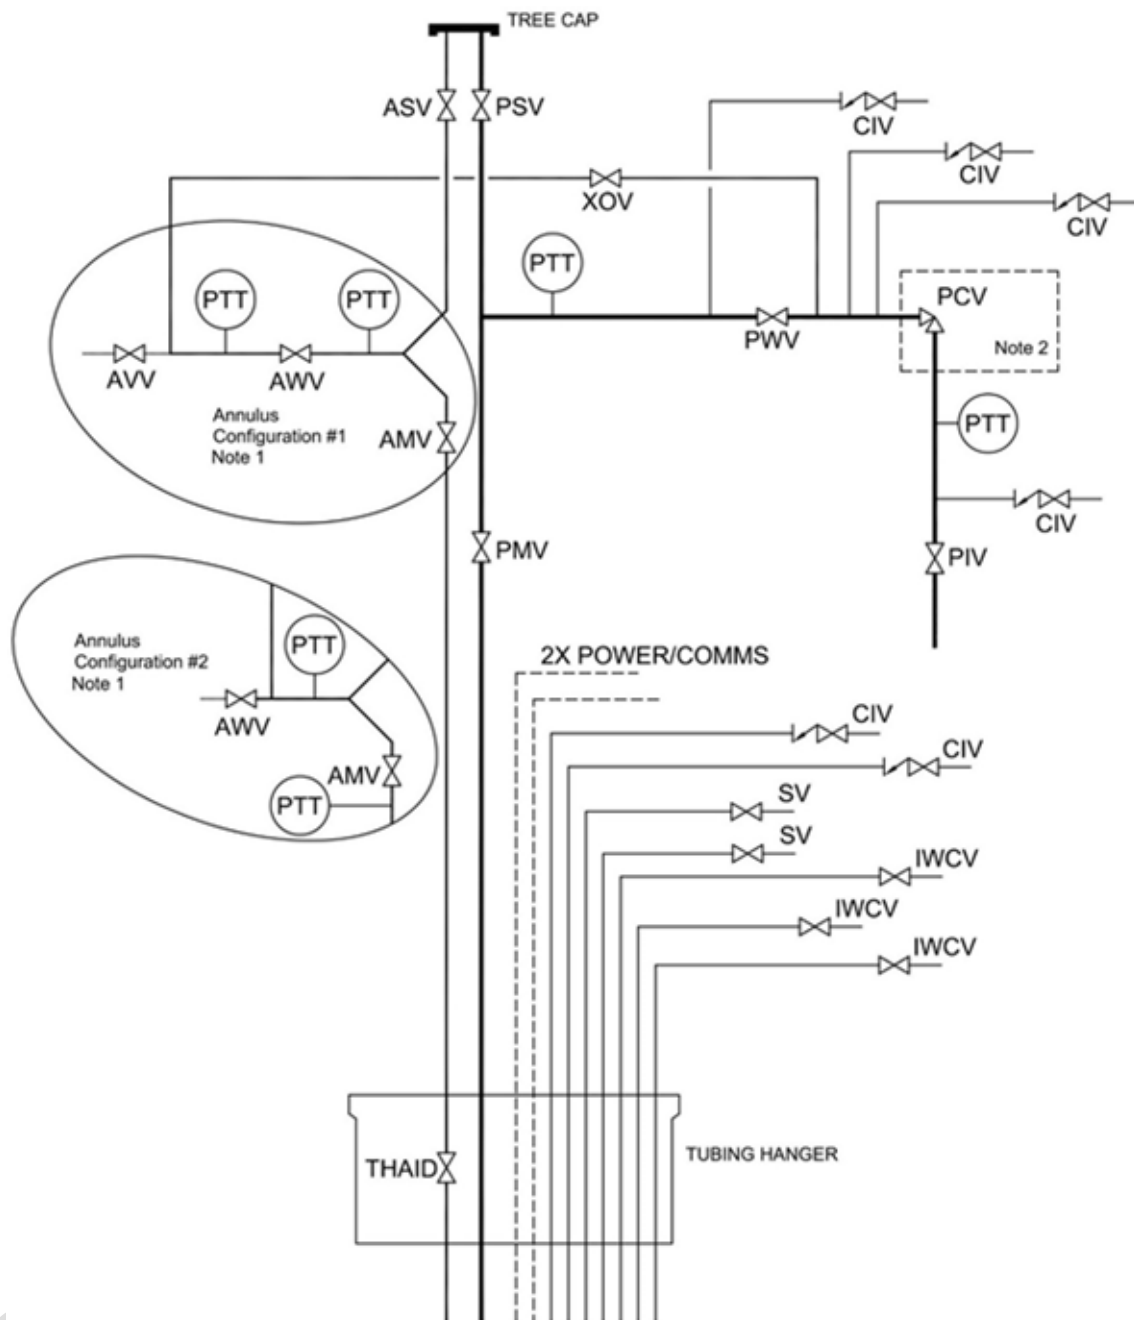 TREE CAP
ASV
PSV
CIV
CIV
XOV
CIV
PTT
PTT
PTT
PCV
PWV
Note 2
AVV
AWV
Annulus
Configuration #1
Note 1
AMV
PTT
CIV
PMV
PIV
Annulus
Configuration #2
Note 1
PTT
AWV
AMV
PTT
2X POWER/COMMS
CIV
CIV
SV
SV
IWCV
IWCV
IWCV
TUBING HANGER
THAID